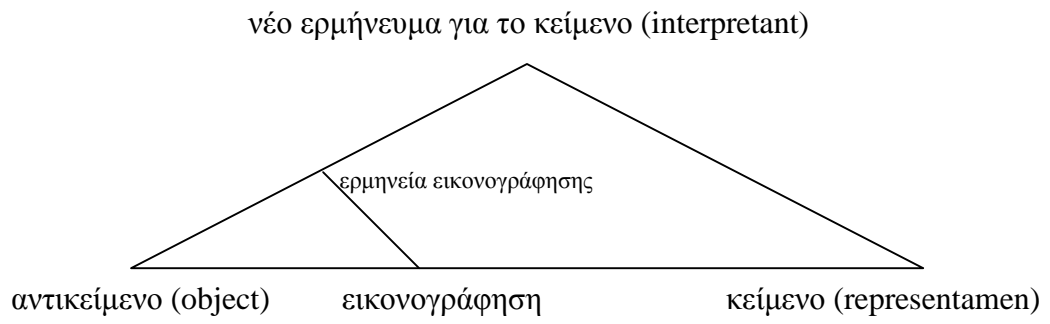 νέο ερμήνευμα για το κείμενο (interpretant)
ερμηνεία εικονογράφησης
αντικείμενο (object) εικονογράφηση κείμενο (representamen)